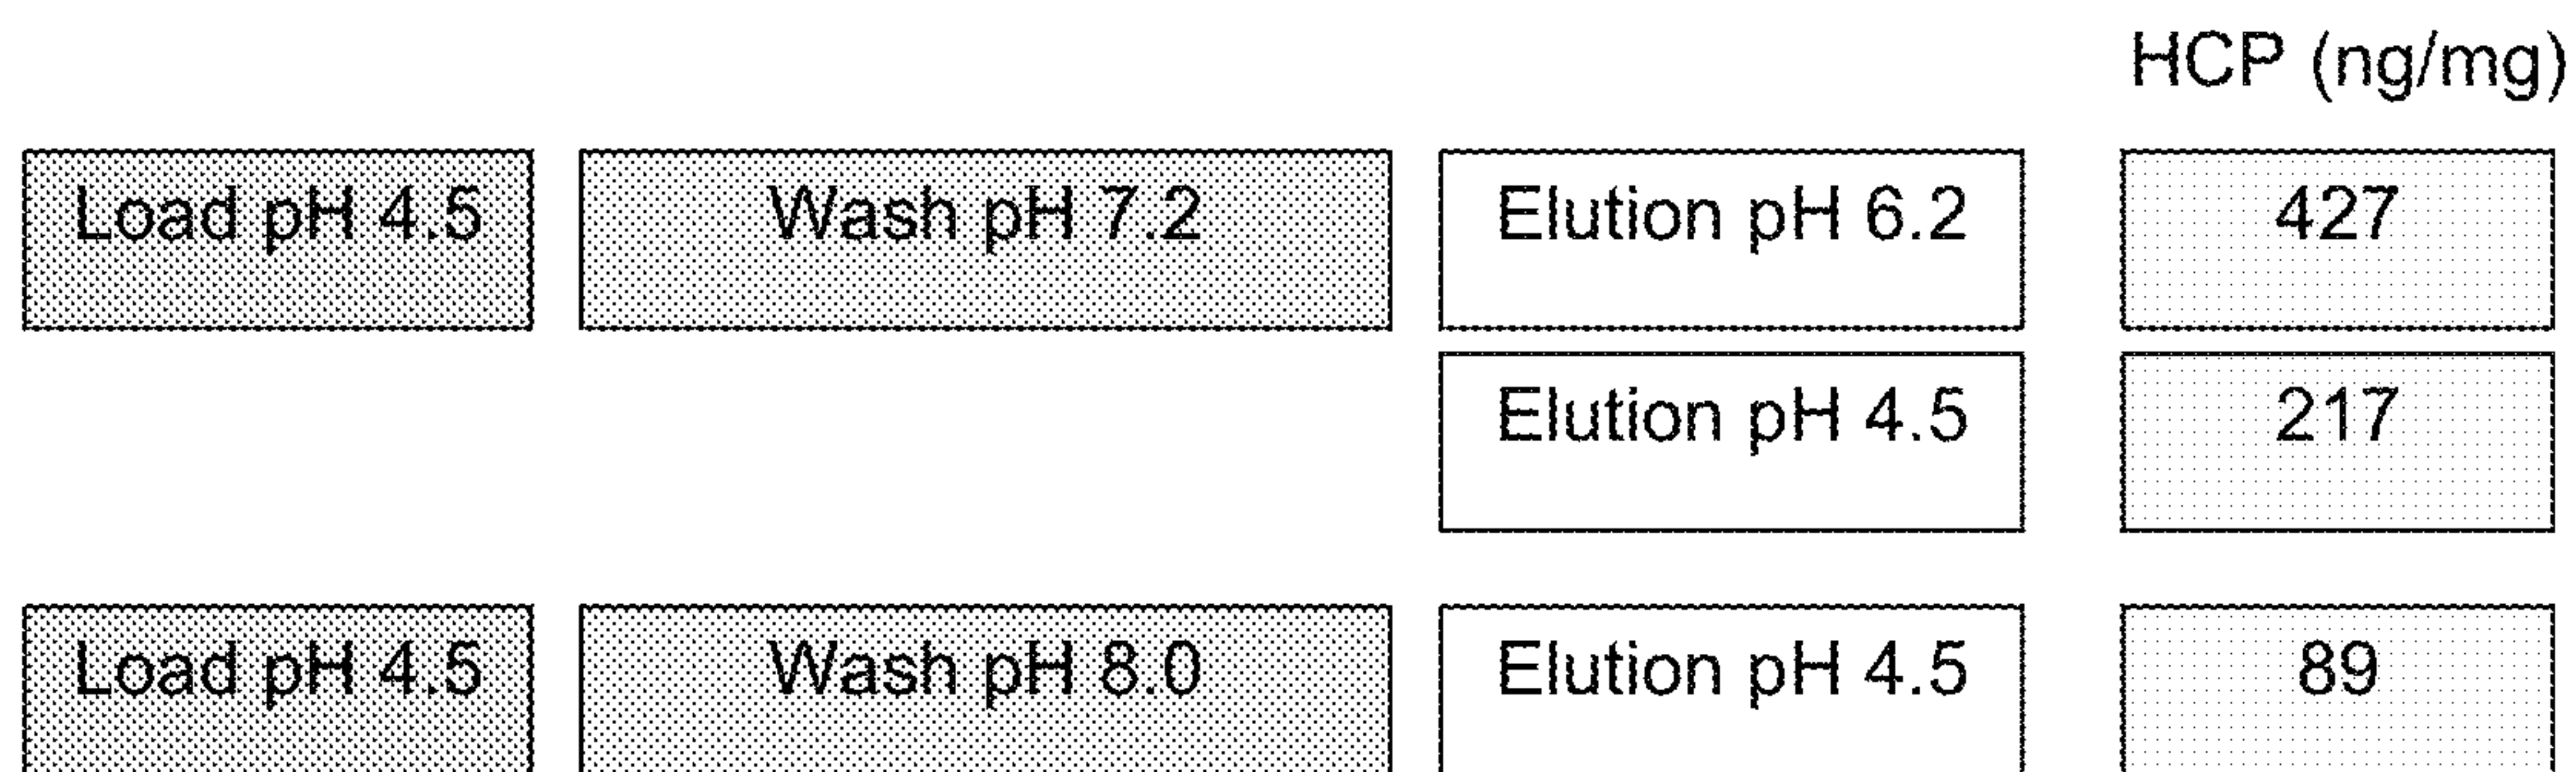 HCP (ng/mg)
Load pH 4.5 Wash pH 7.2 Elution pH 6.2 427
Elution pH 4.5 217
Load pH 4.5 Wash pH 8.0 Elution pH 4.5 89